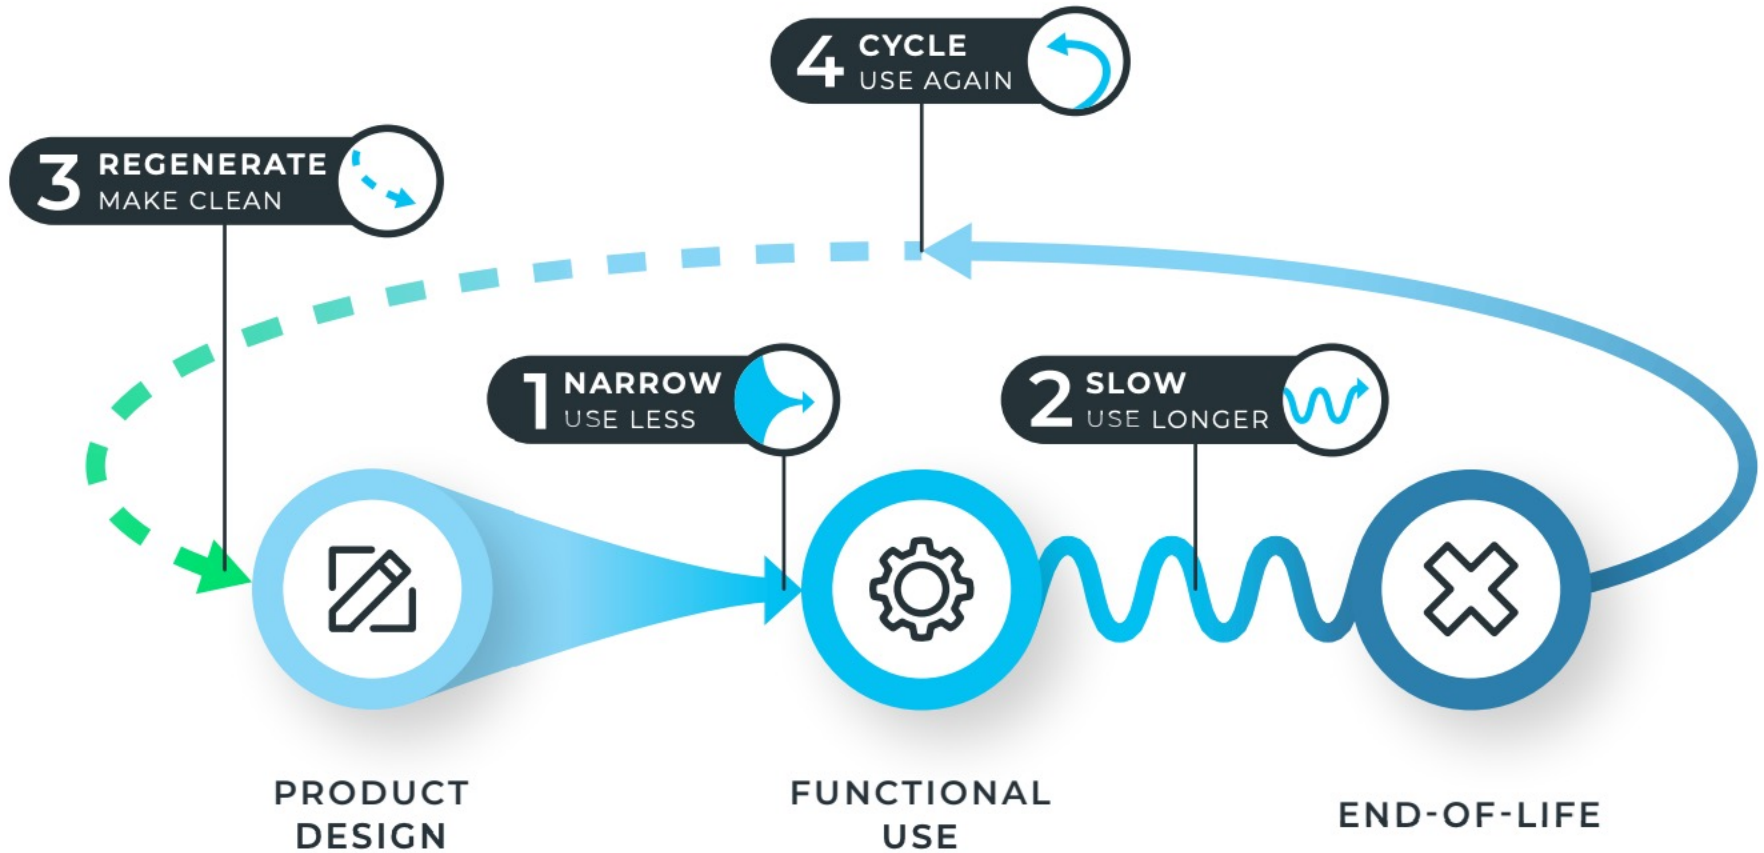 4 CYCLE
USE AGAIN
3 REGENERATE
MAKE CLEAN
1 NARROW
USE LESS
2 SLOW
USE LONGER
PRODUCT
DESIGN
FUNCTIONAL
USE
END-OF-LIFE